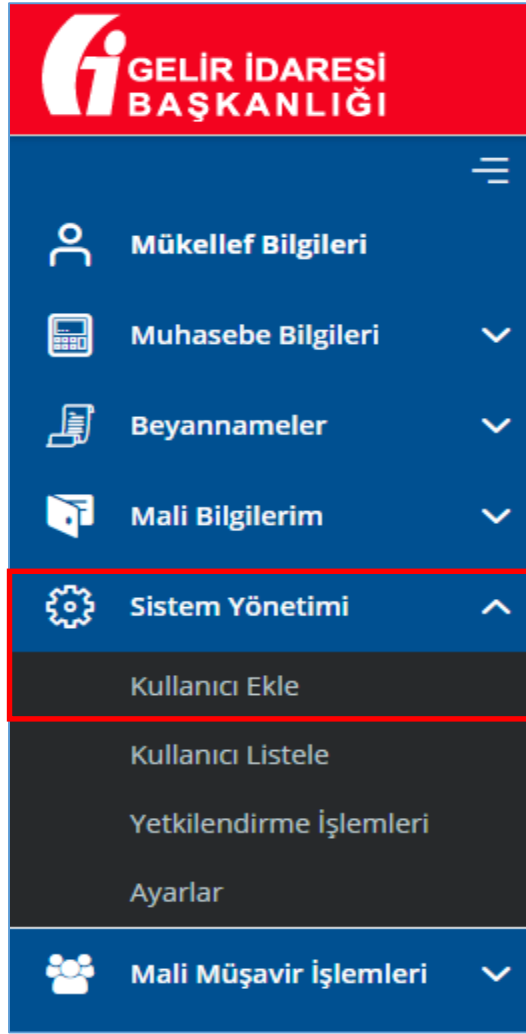 GELİR İDARESİ
BAŞKANLIĞI
Mükellef Bilgileri
Muhasebe Bilgileri
Beyannameler
Mali Bilgilerim
Sistem Yönetimi
Kullanıcı Ekle
Kullanıcı Listele
Yetkilendirme İşlemleri
Ayarlar
Mali Müşavir İşlemleri